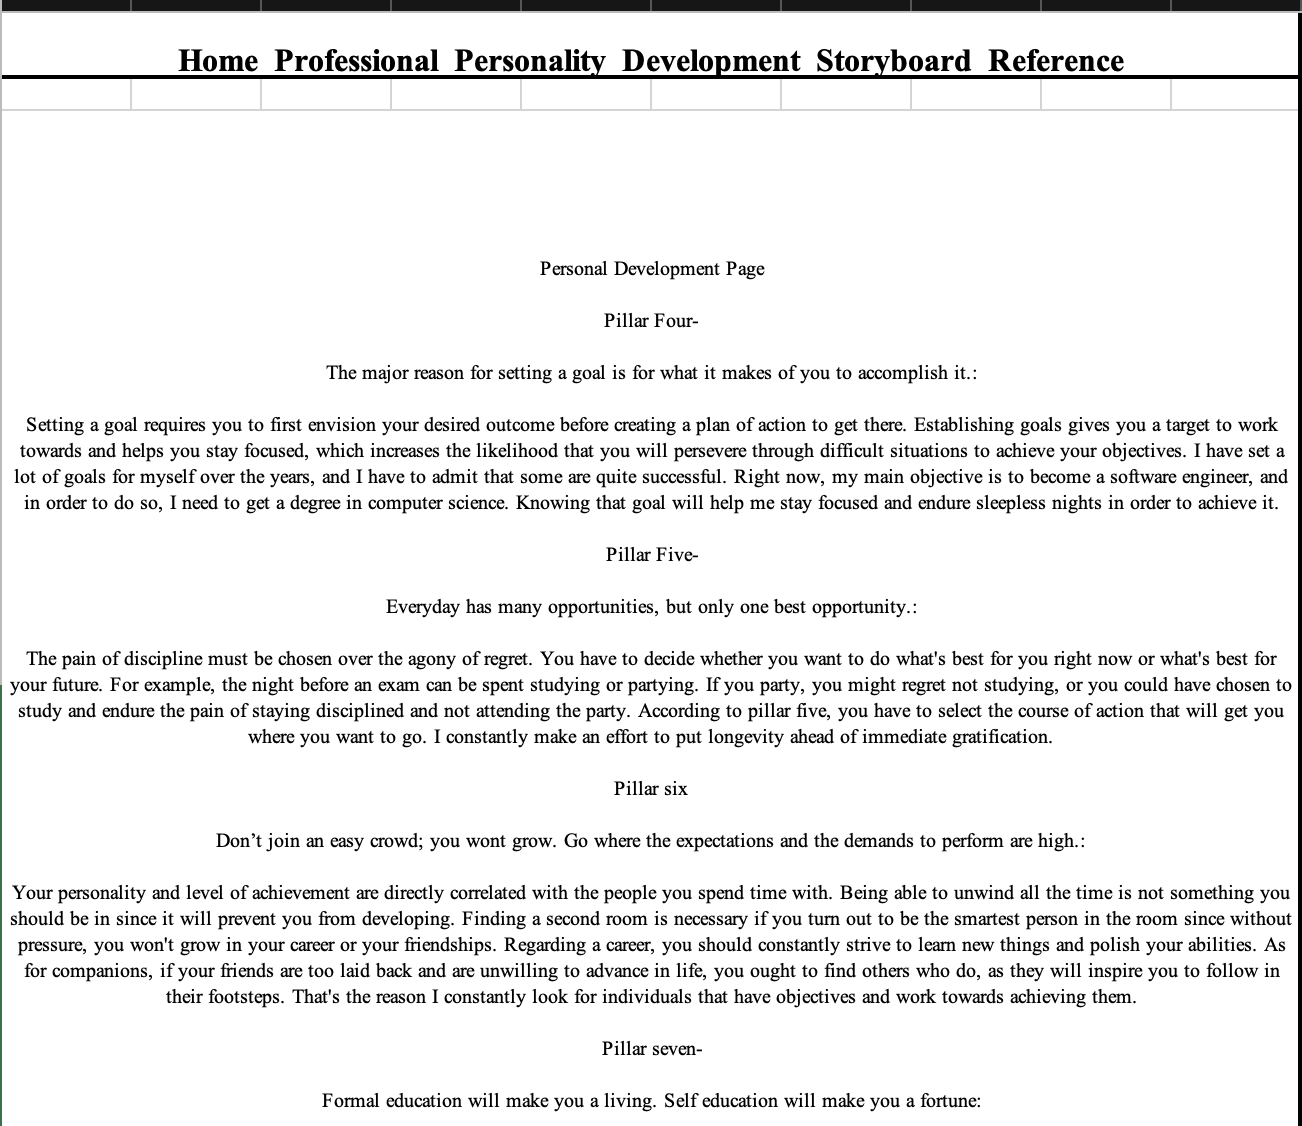 Home Professional Personality Development Storyboard Reference
Personal Development Page
Pillar Four-
The major reason for setting a goal is for what it makes of you to accomplish it.:
Setting a goal requires you to first envision your desired outcome before creating a plan of action to get there. Establishing goals gives you a target to work
towards and helps you stay focused, which increases the likelihood that you will persevere through difficult situations to achieve your objectives. I have set a
lot of goals for myself over the years, and I have to admit that some are quite successful. Right now, my main objective is to become a software engineer, and
in order to do so, I need to get a degree in computer science. Knowing that goal will help me stay focused and endure sleepless nights in order to achieve it.
Pillar Five-
Everyday has many opportunities, but only one best opportunity.:
The pain of discipline must be chosen over the agony of regret. You have to decide whether you want to do what's best for you right now or what's best for
your future. For example, the night before an exam can be spent studying or partying. If you party, you might regret not studying, or you could have chosen to
study and endure the pain of staying disciplined and not attending the party. According to pillar five, you have to select the course of action that will get you
where you want to go. I constantly make an effort to put longevity ahead of immediate gratification.
Pillar six
Don’t join an easy crowd; you wont grow. Go where the expectations and the demands to perform are high.:
Your personality and level of achievement are directly correlated with the people you spend time with. Being able to unwind all the time is not something you
should be in since it will prevent you from developing. Finding a second room is necessary if you turn out to be the smartest person in the room since without
pressure, you won't grow in your career or your friendships. Regarding a career, you should constantly strive to learn new things and polish your abilities. As
for companions, if your friends are too laid back and are unwilling to advance in life, you ought to find others who do, as they will inspire you to follow in
their footsteps. That's the reason I constantly look for individuals that have objectives and work towards achieving them.
Pillar seven-
Formal education will make you a living. Self education will make you a fortune: